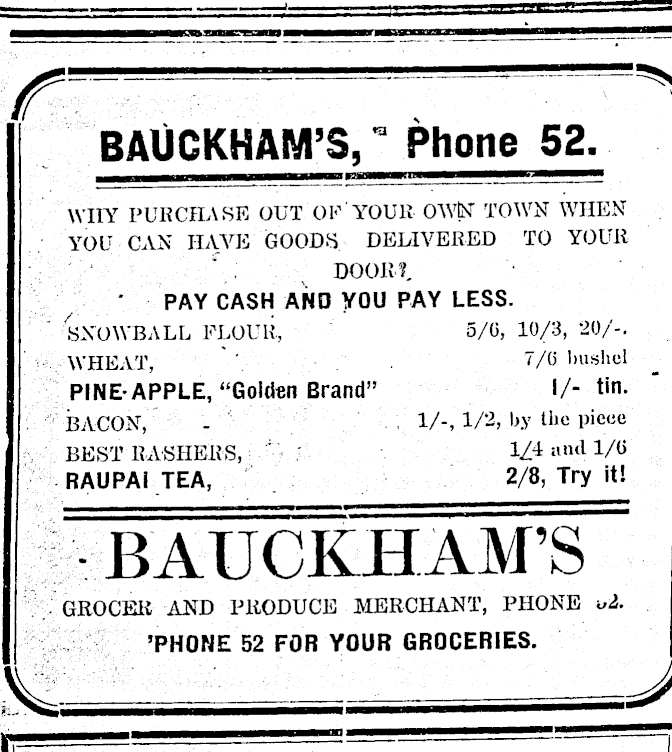 BAUCKHAM'S, Phone 52.
WHY PURCHASE OUT OF YOUR OWN TOWN WHEN
YOU CAN HAVE GOODS DELIVERED TO YOUR
DOOR?
PAY CASH AND YOU PAY LESS.
SNOWBALL FLOUR, 5/6, 10/3, 20/-.
WHEAT, 7/6 bushel
PINE-APPLE, "Golden Brand" 1/- tin.
BACON, 1/-, 1/2, by the piece
BEST RASHERS, 1/4 and 1/6
RAUPAI TEA, 2/8, Try it!
BAUCKHAM'S
GROCER AND PRODUCE MERCHANT, PHONE 52.
'PHONE 52 FOR YOUR GROCERIES.